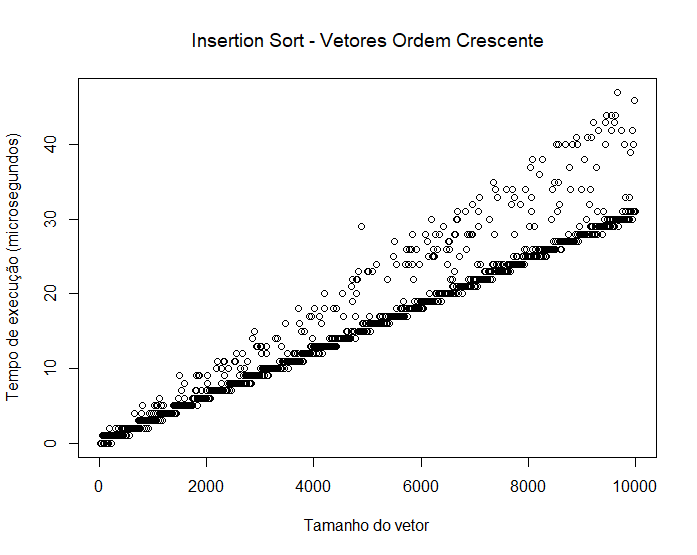 Insertion Sort - Vetores Ordem Crescente
Tempo de execução (microsegundos)
40
30
20
10
0
0 2000 4000 6000 8000 10000
Tamanho do vetor